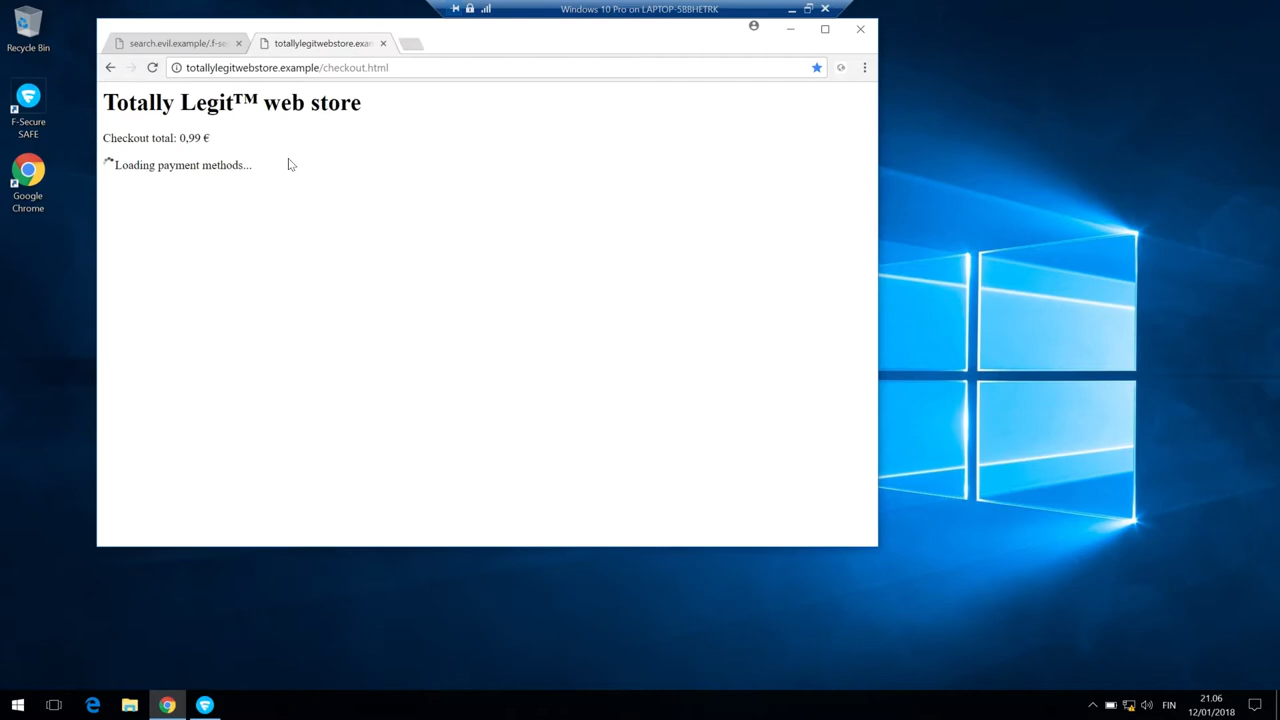 Windows 10 Pro on LAPTOP-58BHETRK
Recycle Bin
F-Secure
SAFE
Google
Chrome
search.evil.example/.f-se
totallylegitwebstore.exam
totallylegitwebstore.example/checkout.html
Totally Legit™ web store
Checkout total: 0,99 €
Loading payment methods...
FIN
21.06
12/01/2018